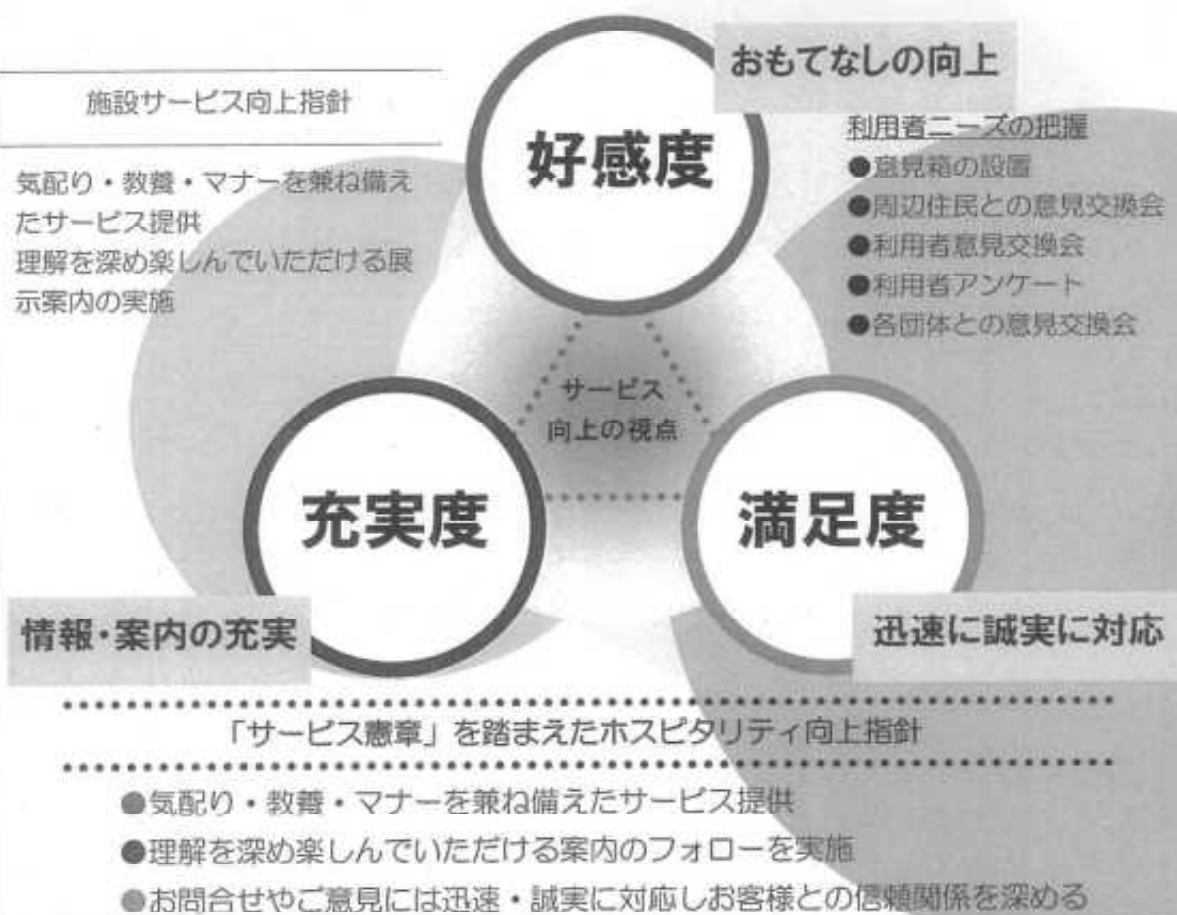 おもてなしの向上
施設サービス向上指針
好感度
利用者ニーズの把握
●意見箱の設置
●周辺住民との意見交換会
●利用者意見交換会
●利用者アンケート
●各団体との意見交換会
気配り・教養・マナーを兼ね備え
たサービス提供
理解を深め楽しんでいただける展
示案内の実施
サービス
向上の視点
充実度
満足度
情報・案内の充実
迅速に誠実に対応
「サービス憲章」を踏まえたホスピタリティ向上指針
●気配り・教養・マナーを兼ね備えたサービス提供
●理解を深め楽しんでいただける案内のフォローを実施
●お問合せやご意見には迅速・誠実に対応しお客様との信頼関係を深める